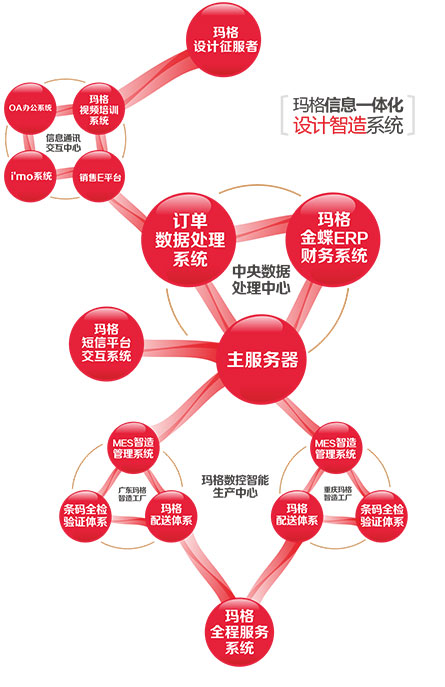 玛格
设计征服者
玛格信息一体化
设计智造系统
OA办公系统
玛格
视频培训
系统
信息通讯
交互中心
i'mo系统
销售E平台
订单
数据处理
系统
玛格
金蝶ERP
财务系统
中央数据
处理中心
玛格
短信平台
交互系统
主服务器
MES智造
管理系统
广东玛格
智造工厂
条码全检
验证体系
玛格
配送体系
玛格数控智能
生产中心
MES智造
管理系统
重庆玛格
智造工厂
玛格
配送体系
条码全检
验证体系
玛格
全程服务
系统